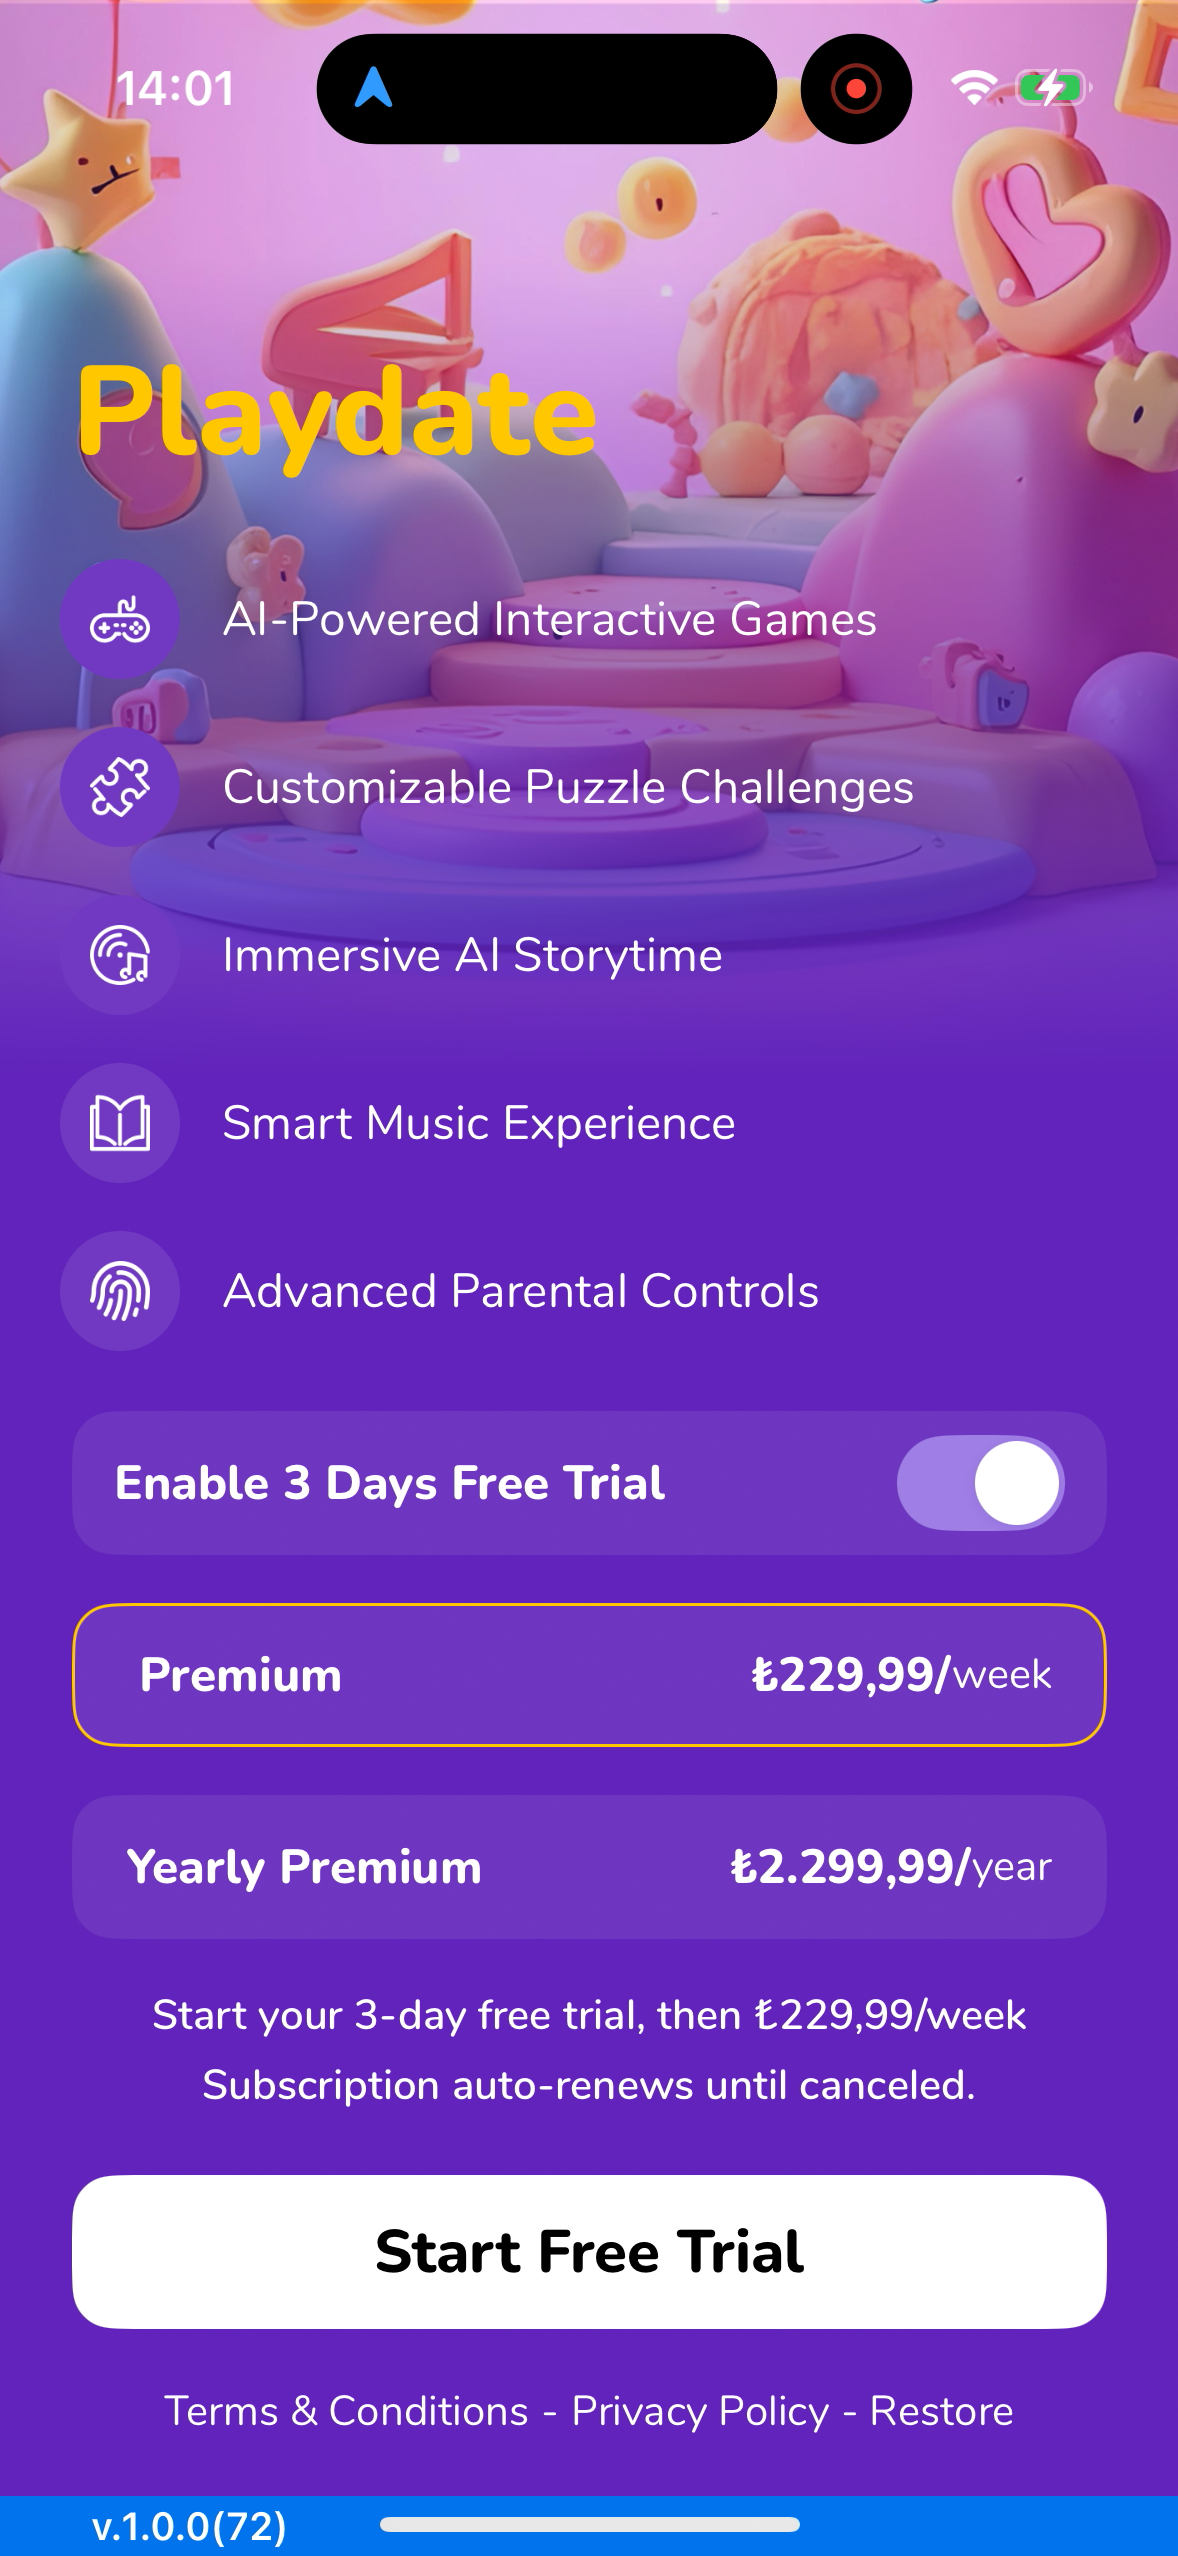 14:01
Playdate
AI-Powered Interactive Games
Customizable Puzzle Challenges
Immersive AI Storytime
Smart Music Experience
Advanced Parental Controls
Enable 3 Days Free Trial
Premium ₺229,99/week
Yearly Premium ₺2.299,99/year
Start your 3-day free trial, then ₺229,99/week
Subscription auto-renews until canceled.
Start Free Trial
Terms & Conditions - Privacy Policy - Restore
v.1.0.0(72)